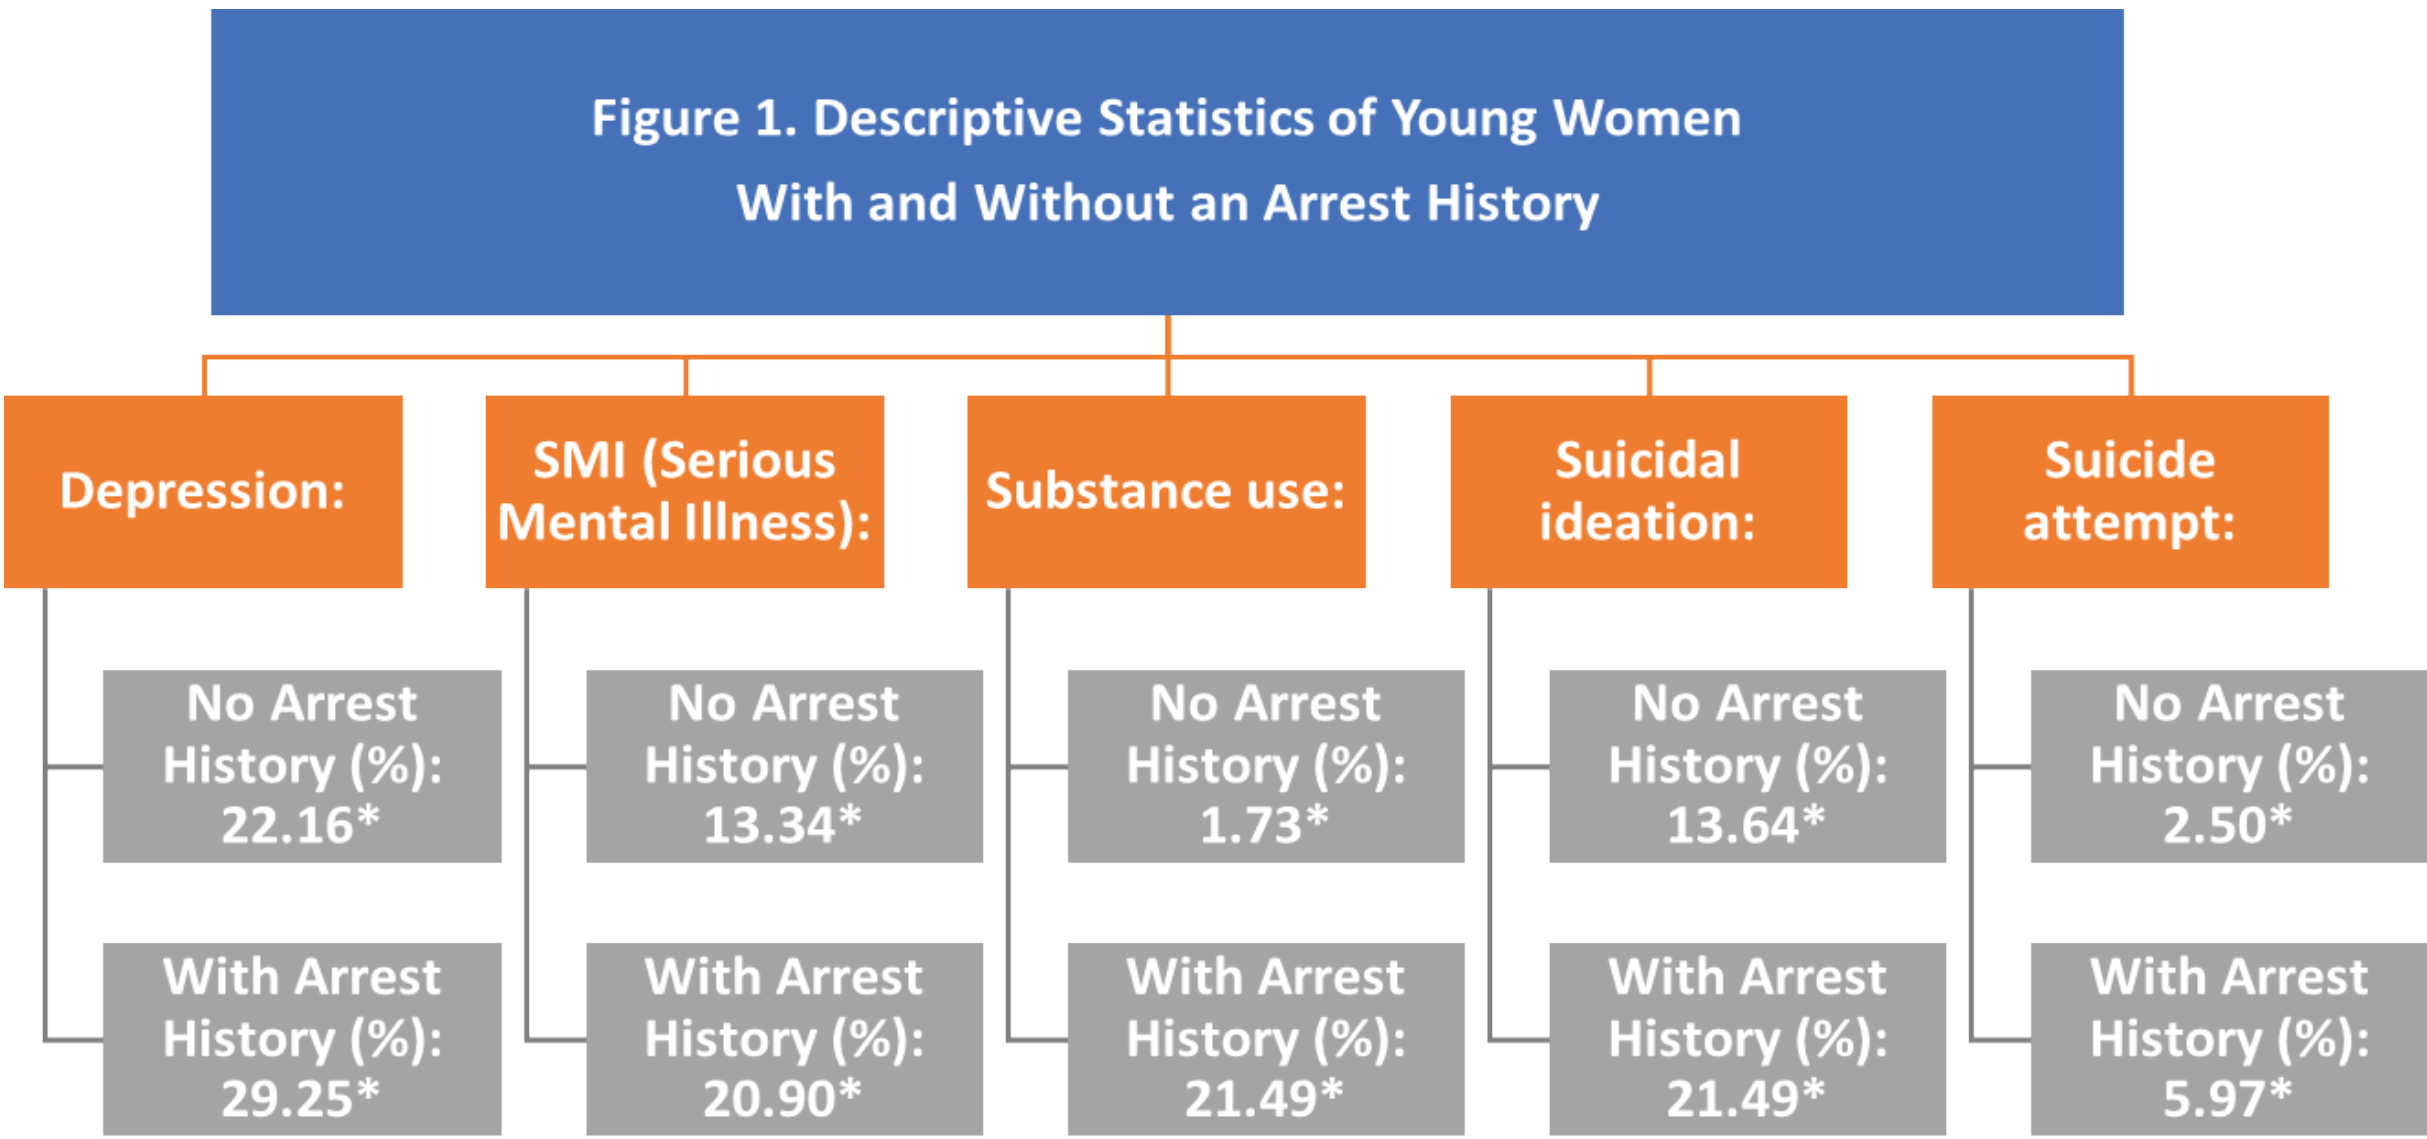 Figure 1. Descriptive Statistics of Young Women
With and Without an Arrest History
Depression:
No Arrest
History (%):
22.16*
With Arrest
History (%):
29.25*
SMI (Serious
Mental Illness):
No Arrest
History (%):
13.34*
With Arrest
History (%):
20.90*
Substance use:
No Arrest
History (%):
1.73*
With Arrest
History (%):
21.49*
Suicidal
ideation:
No Arrest
History (%):
13.64*
With Arrest
History (%):
21.49*
Suicide
attempt:
No Arrest
History (%):
2.50*
With Arrest
History (%):
5.97*